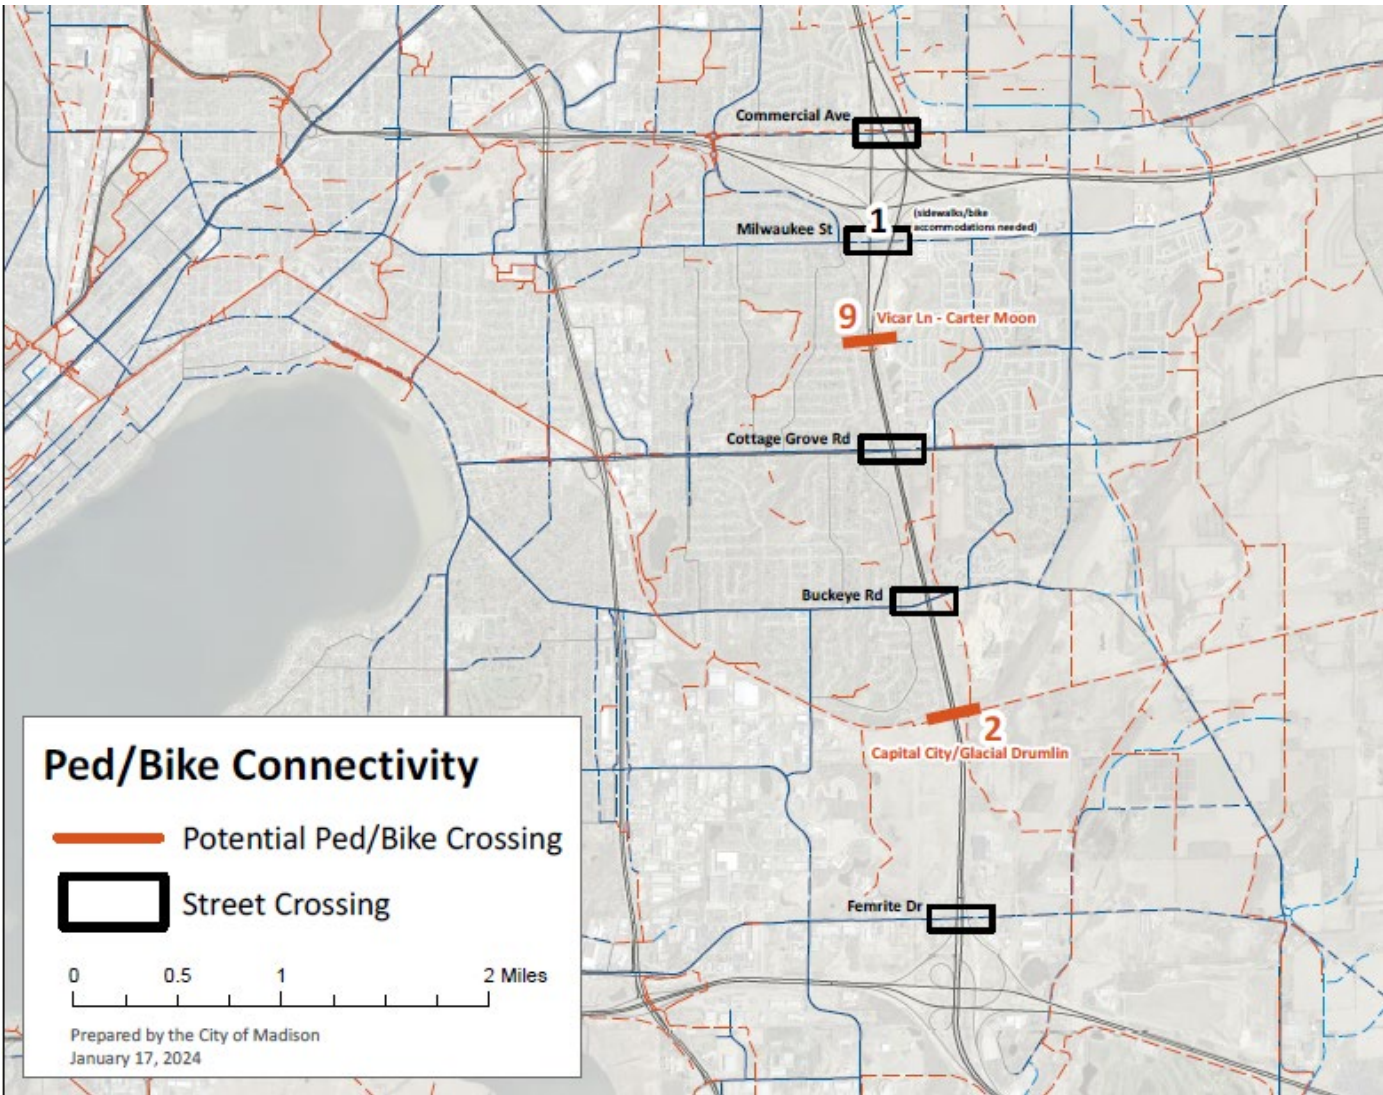 Commercial Ave
1
(sidewalks/bike
accommodations needed)
Milwaukee St
9
Vicar Ln - Carter Moon
Cottage Grove Rd
Buckeye Rd
2
Capital City/Glacial Drumlin
Femrite Dr
Ped/Bike Connectivity
Potential Ped/Bike Crossing
Street Crossing
0 0.5 1 2 Miles
Prepared by the City of Madison
January 17, 2024